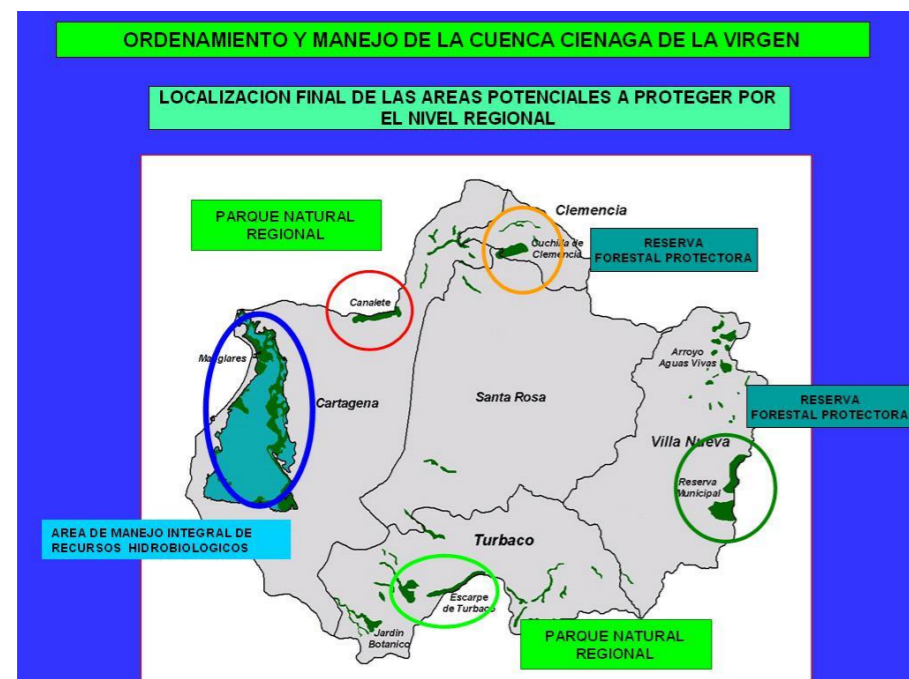 ORDENAMIENTO Y MANEJO DE LA CUENCA CIENAGA DE LA VIRGEN
LOCALIZACION FINAL DE LAS AREAS POTENCIALES A PROTEGER POR
EL NIVEL REGIONAL
PARQUE NATURAL
REGIONAL
Clemencia
Cuchilla de
Clemencia
RESERVA
FORESTAL PROTECTORA
Canalete
Manglares
Cartagena
Santa Rosa
Arroyo
Aguas Vivas
RESERVA
FORESTAL PROTECTORA
Villa Nueva
Reserva
Municipal
AREA DE MANEJO INTEGRAL DE
RECURSOS HIDROBIOLOGICOS
Turbaco
Escarpe
de Turbaco
Jardin
Botanico
PARQUE NATURAL
REGIONAL